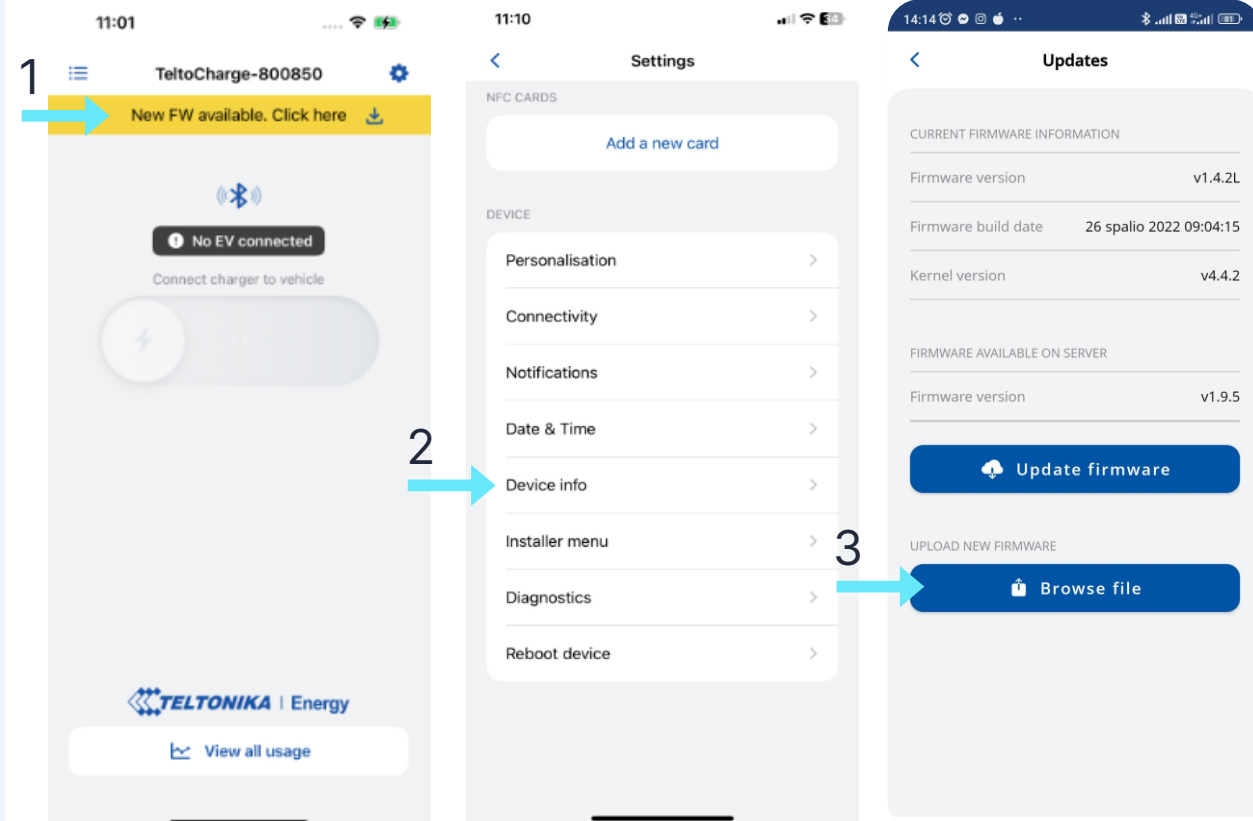 11:01
1
TeltoCharge-800850
New FW available. Click here
No EV connected
Connect charger to vehicle
TELTONIKA | Energy
View all usage
11:10
34
Settings
NFC CARDS
Add a new card
DEVICE
Personalisation
Connectivity
Notifications
Date & Time
2
Device info
Installer menu
Diagnostics
Reboot device
14:14
81
Updates
CURRENT FIRMWARE INFORMATION
Firmware version v1.4.2L
Firmware build date 26 spalio 2022 09:04:15
Kernel version v4.4.2
FIRMWARE AVAILABLE ON SERVER
Firmware version v1.9.5
Update firmware
3
UPLOAD NEW FIRMWARE
Browse file